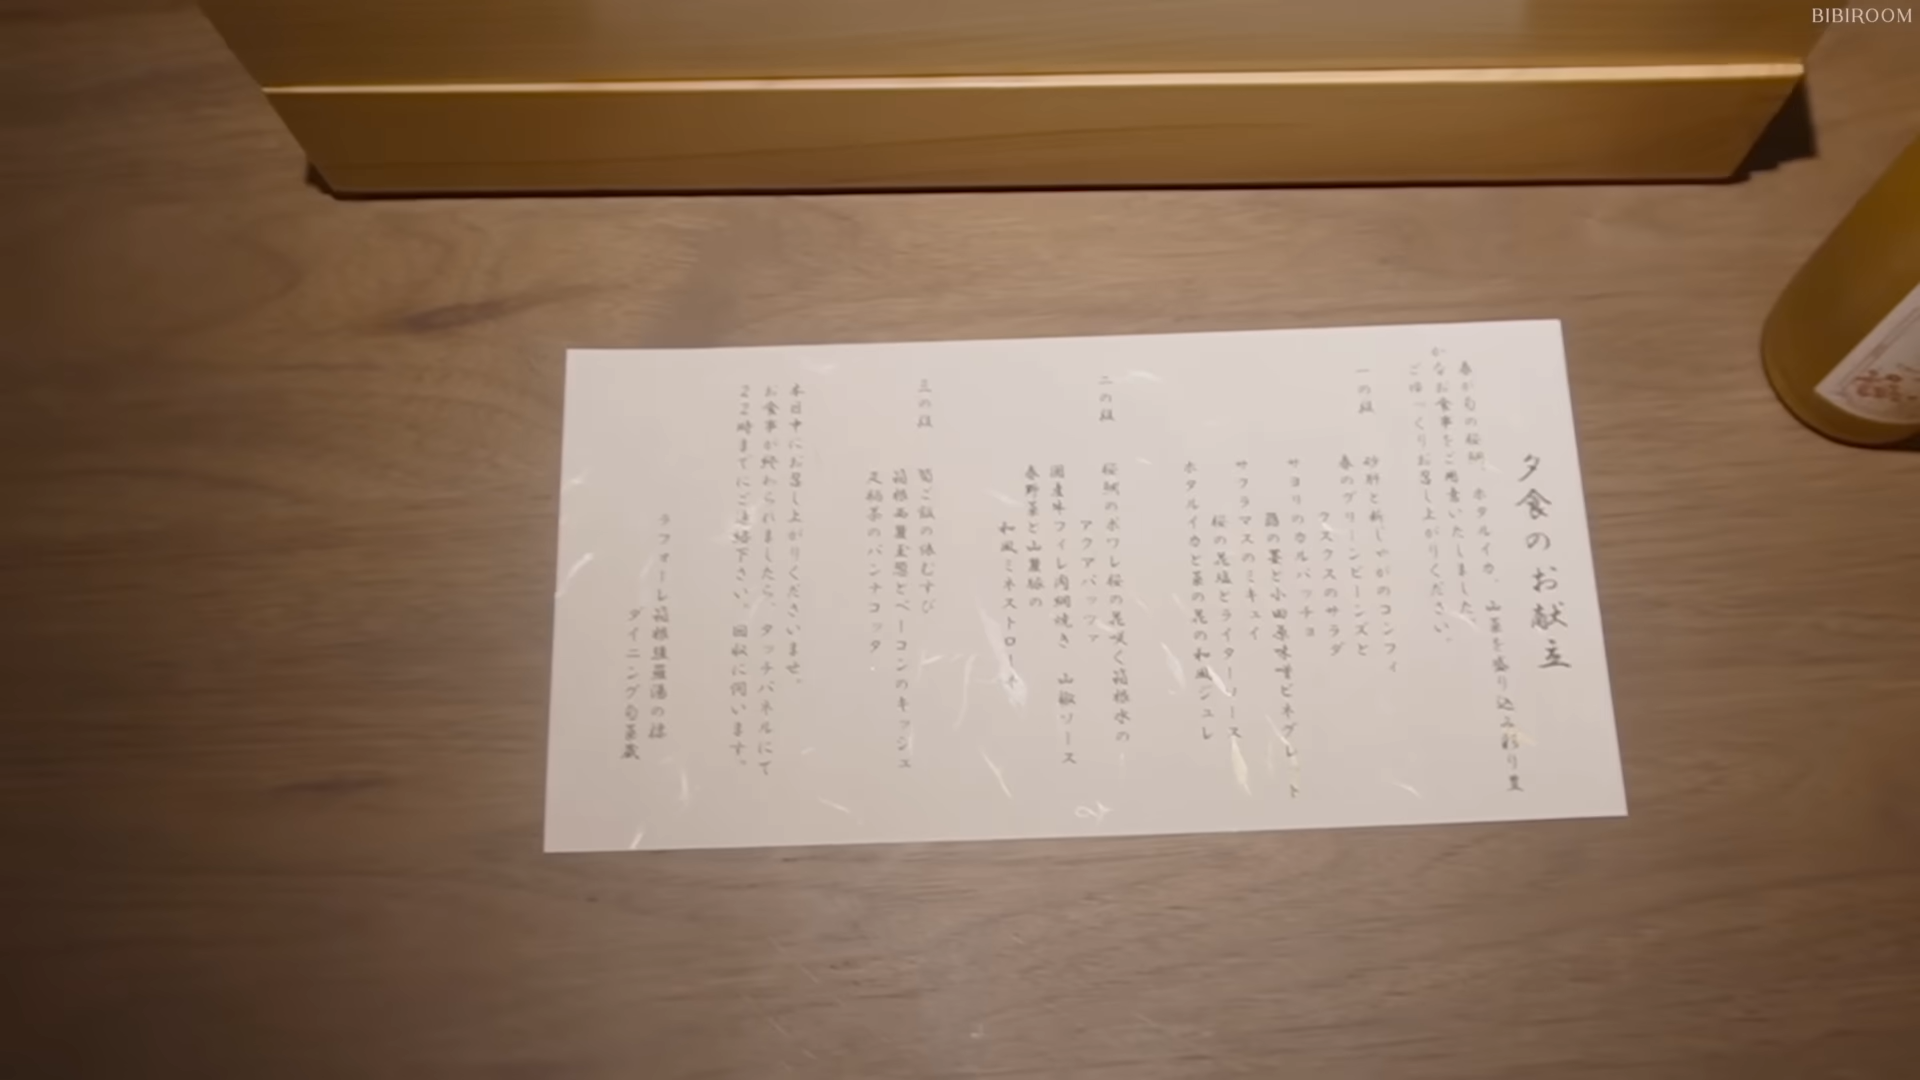 夕食のお献立
春が旬の桜鯛、ホタルイカ、山菜を盛り込み彩り豊
かなお食事をご用意いたしました。
ごゆっくりお召し上がりください。
一の段
砂肝と新じゃがのコンフィ
春のグリーンピーンズと
クスクスのサラダ
サヨリのカルパッチョ
蕗の薹と小田原味噌ビネグレット
サクラマスのミキュイ
桜の花塩とライターソース
ホタルイカと菜の花の和風ジュレ
二の段
桜鯛のポワレ桜の花咲く箱根水の
アクアパッツァ
国産牛フィレ肉網焼き 山椒ソース
春野菜と山麓豚の
和風ミネストローネ
三の段
筍ご飯の俵むすび
箱根西麓玉葱とベーコンのキッシュ
足柄茶のパンナコッタ
本日中にお召し上がりくださいませ。
お食事が終わられましたら、タッチパネルにて
22時までにご連絡下さい。回収に伺います。
ラフォーレ箱根強羅湯の棲
ダイニング旬菜蔵
BIBIROOM